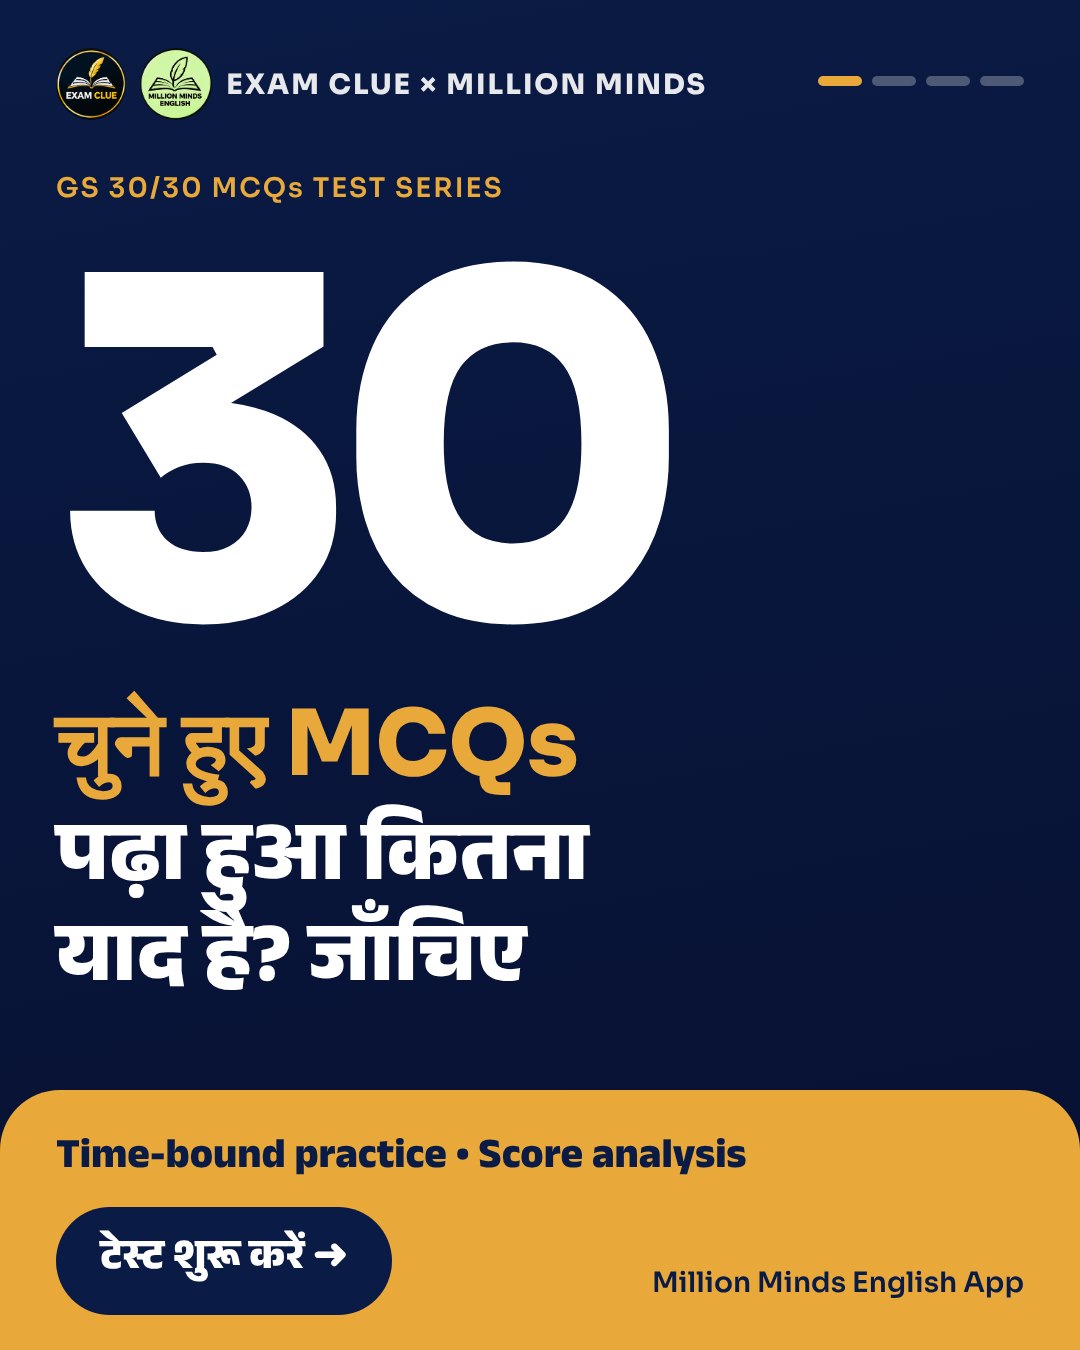 EXAM CLUE
MILLION MINDS
ENGLISH
EXAM CLUE × MILLION MINDS
GS 30/30 MCQs TEST SERIES
30
चुने हुए MCQs
पढ़ा हुआ कितना
याद है? जाँचिए
Time-bound practice • Score analysis
टेस्ट शुरू करें →
Million Minds English App